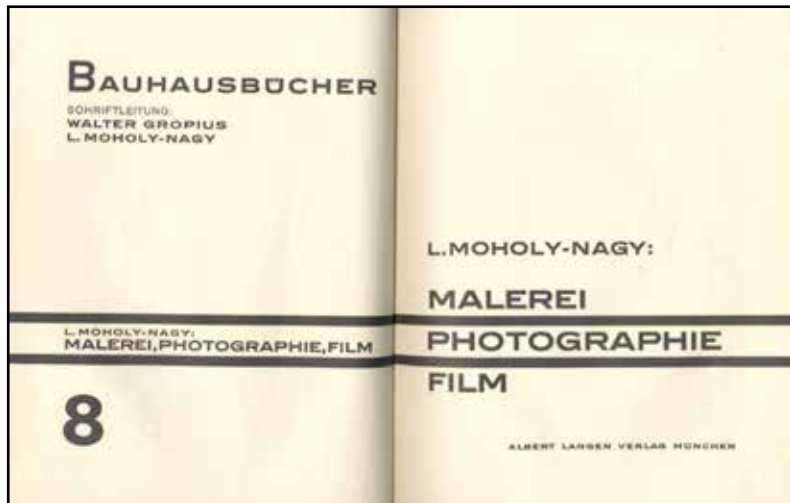 BAUHAUSBÜCHER
SCHRIFTLEITUNG:
WALTER GROPIUS
L. MOHOLY-NAGY
L. MOHOLY-NAGY:
MALEREI, PHOTOGRAPHIE, FILM
8
L. MOHOLY-NAGY:
MALEREI
PHOTOGRAPHIE
FILM
ALBERT LANGEN VERLAG MÜNCHEN